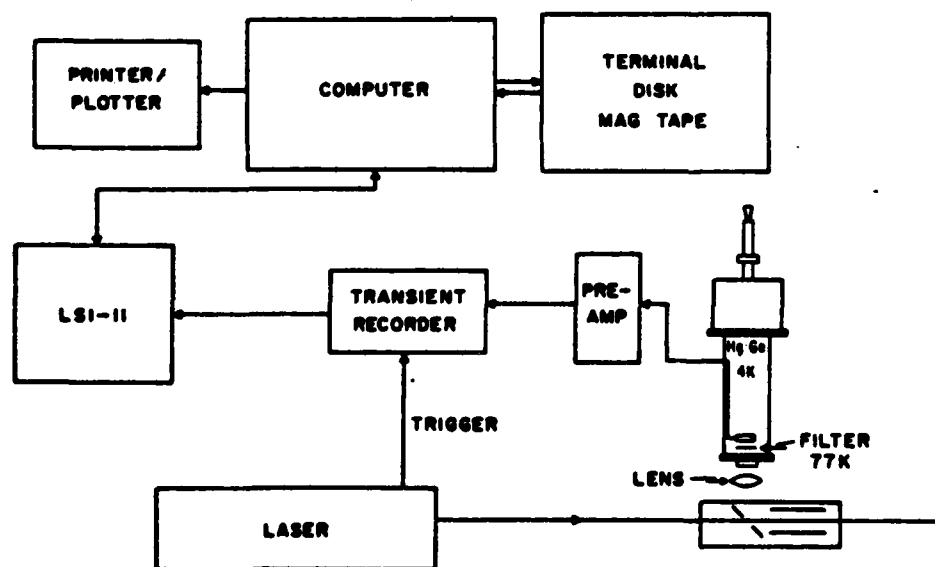 PRINTER/
PLOTTER
COMPUTER
TERMINAL
DISK
MAG TAPE
LSI-11
TRANSIENT
RECORDER
PRE-
AMP
Hg:Ge
4K
TRIGGER
FILTER
77K
LENS
LASER